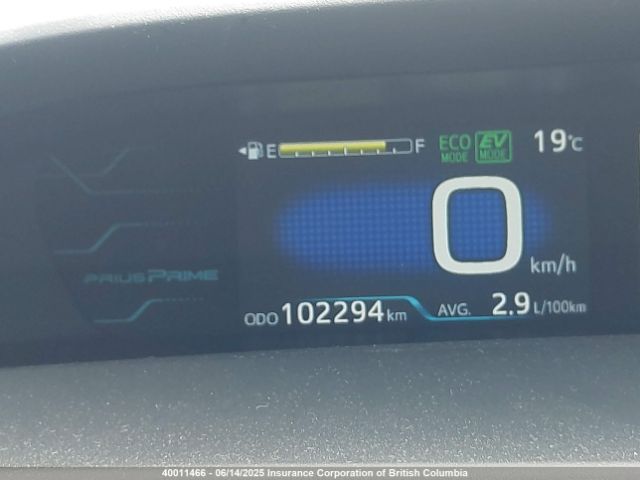 E F ECO MODE EV MODE 19°C
0 km/h
PRIUS PRIME
ODO 102294 km AVG. 2.9 L/100km
40011466 - 06/14/2025 Insurance Corporation of British Columbia